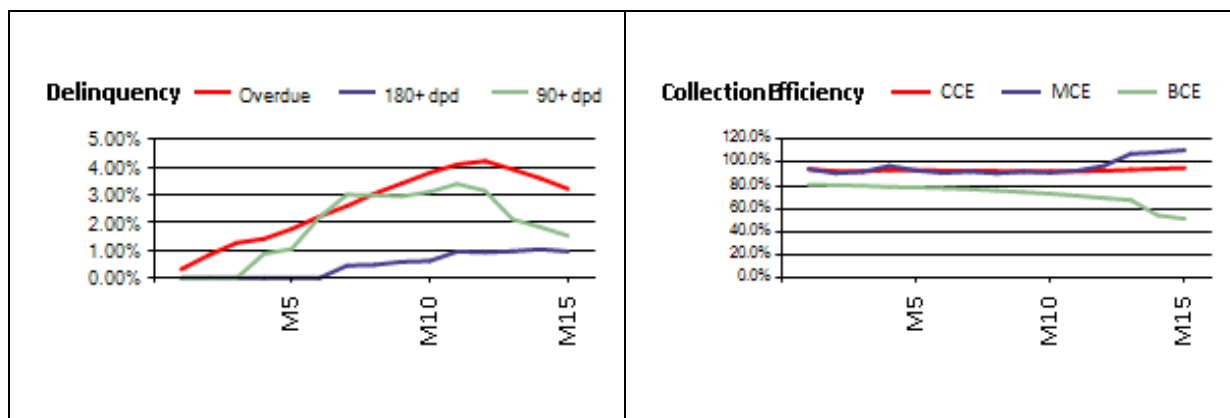 Delinquency Overdue 180+ dpd 90+ dpd
5.00%
4.00%
3.00%
2.00%
1.00%
0.00%
M5
M10
M15
Collection Efficiency CCE MCE BCE
120.0%
100.0%
80.0%
60.0%
40.0%
20.0%
0.0%
M5
M10
M15